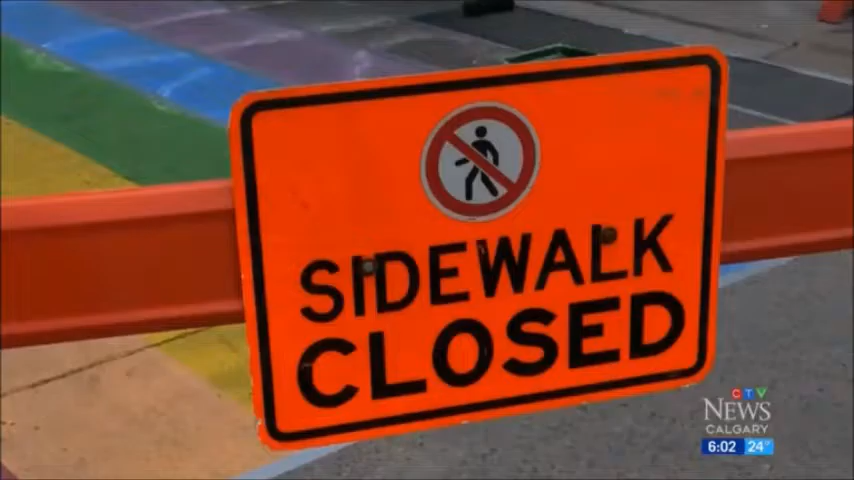 SIDEWALK
CLOSED
CTV
NEWS
CALGARY
6:02 24°